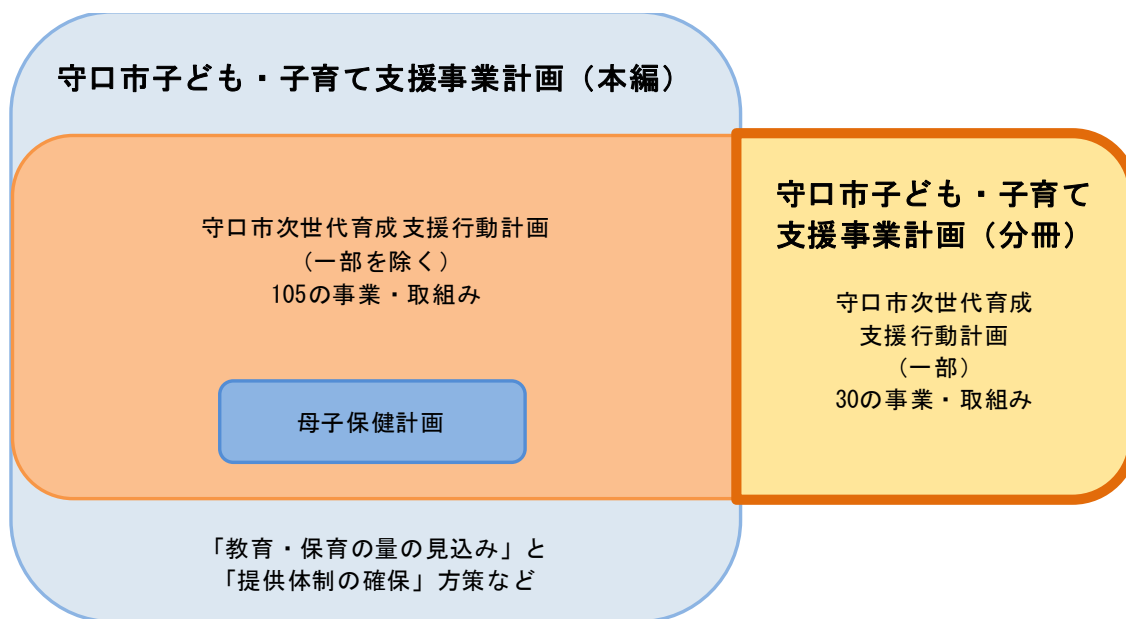 守口市子ども・子育て支援事業計画（本編）
守口市次世代育成支援行動計画
（一部を除く）
105の事業・取組み
母子保健計画
「教育・保育の量の見込み」と
「提供体制の確保」方策など
守口市子ども・子育て
支援事業計画（分冊）
守口市次世代育成
支援行動計画
（一部）
30の事業・取組み